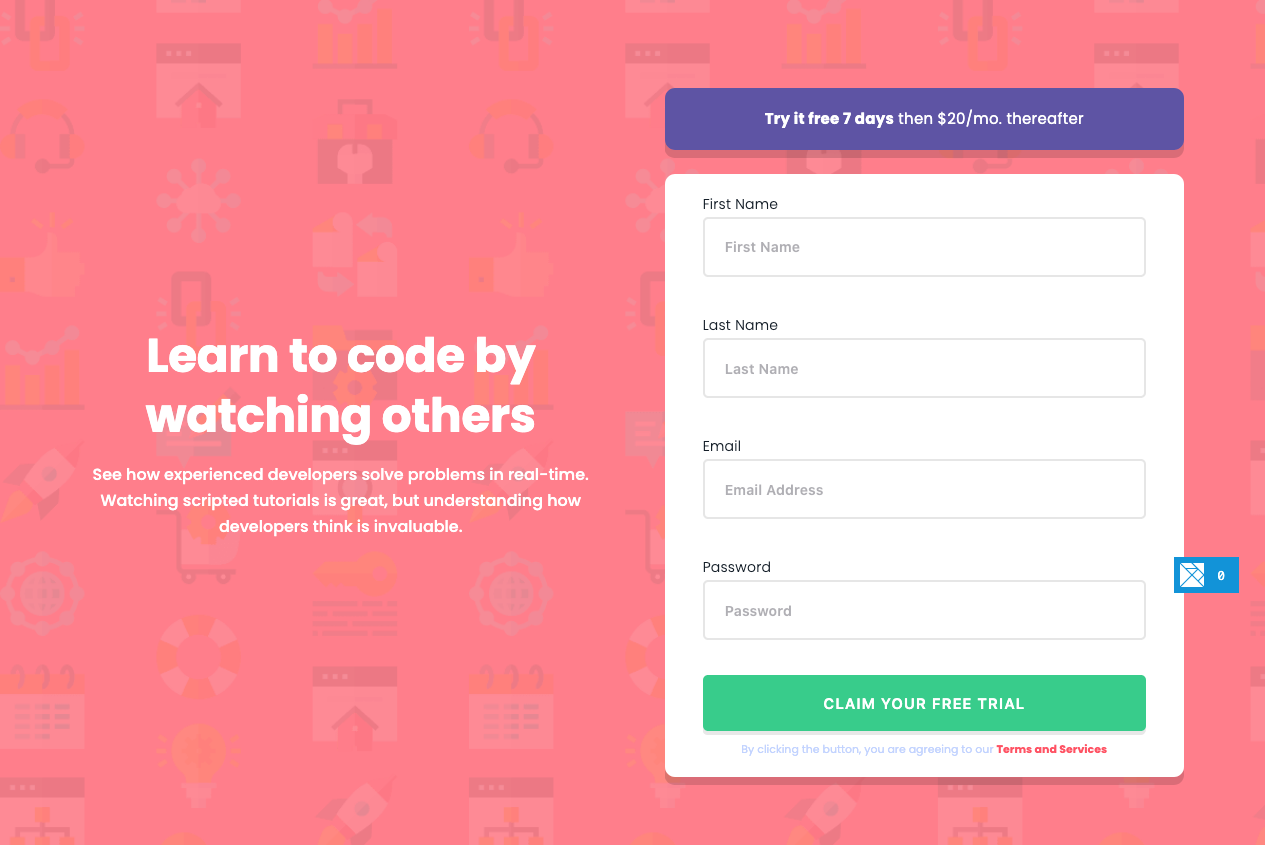 Learn to code by
watching others
See how experienced developers solve problems in real-time.
Watching scripted tutorials is great, but understanding how
developers think is invaluable.
Try it free 7 days then $20/mo. thereafter
First Name
First Name
Last Name
Last Name
Email
Email Address
Password
Password
0
CLAIM YOUR FREE TRIAL
By clicking the button, you are agreeing to our Terms and Services